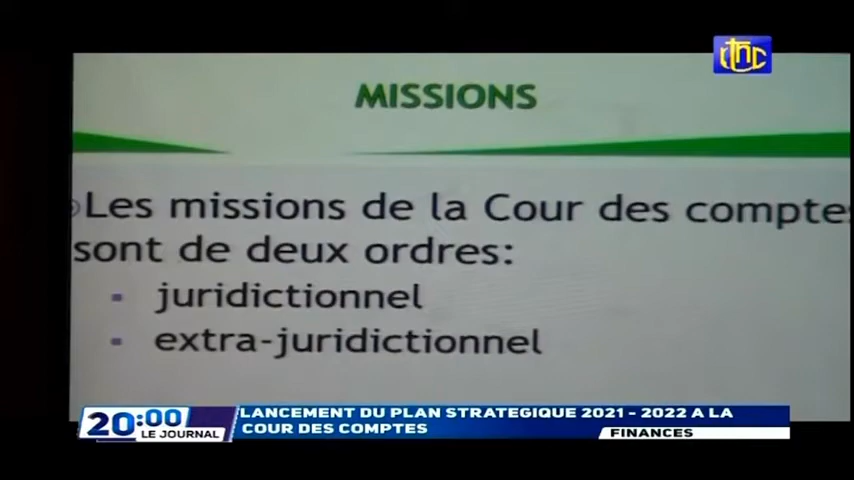 rtnc
MISSIONS
Les missions de la Cour des comptes
sont de deux ordres:
juridictionnel
extra-juridictionnel
20:00
LE JOURNAL
LANCEMENT DU PLAN STRATEGIQUE 2021 - 2022 A LA
COUR DES COMPTES
FINANCES